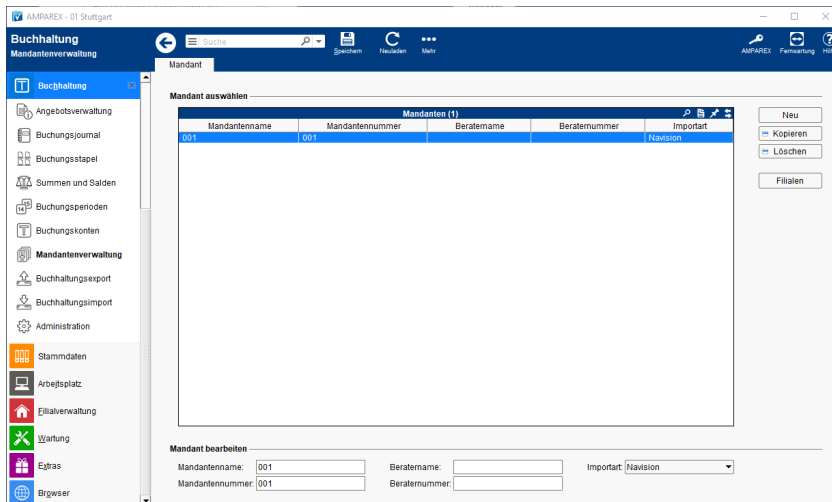 AMPAREX - 01 Stuttgart
Buchhaltung
Mandantenverwaltung
Suche
Speichern
Neuladen
Mehr
AMPAREX
Fernwartung
Mandant
Buchhaltung
Angebotsverwaltung
Buchungsjournal
Buchungsstapel
Summen und Salden
Buchungsperioden
Buchungskonten
Mandantenverwaltung
Buchhaltungsexport
Buchhaltungsimport
Administration
Stammdaten
Arbeitsplatz
Filialverwaltung
Wartung
Extras
Browser
Mandant auswählen
Mandanten (1)
Mandantenname Mandantennummer Beratername Beraternummer Importart
001 001 Navision
Neu
Kopieren
Löschen
Filialen
Mandant bearbeiten
Mandantenname: 001 Beratername: Importart: Navision
Mandantennummer: 001 Beraternummer: